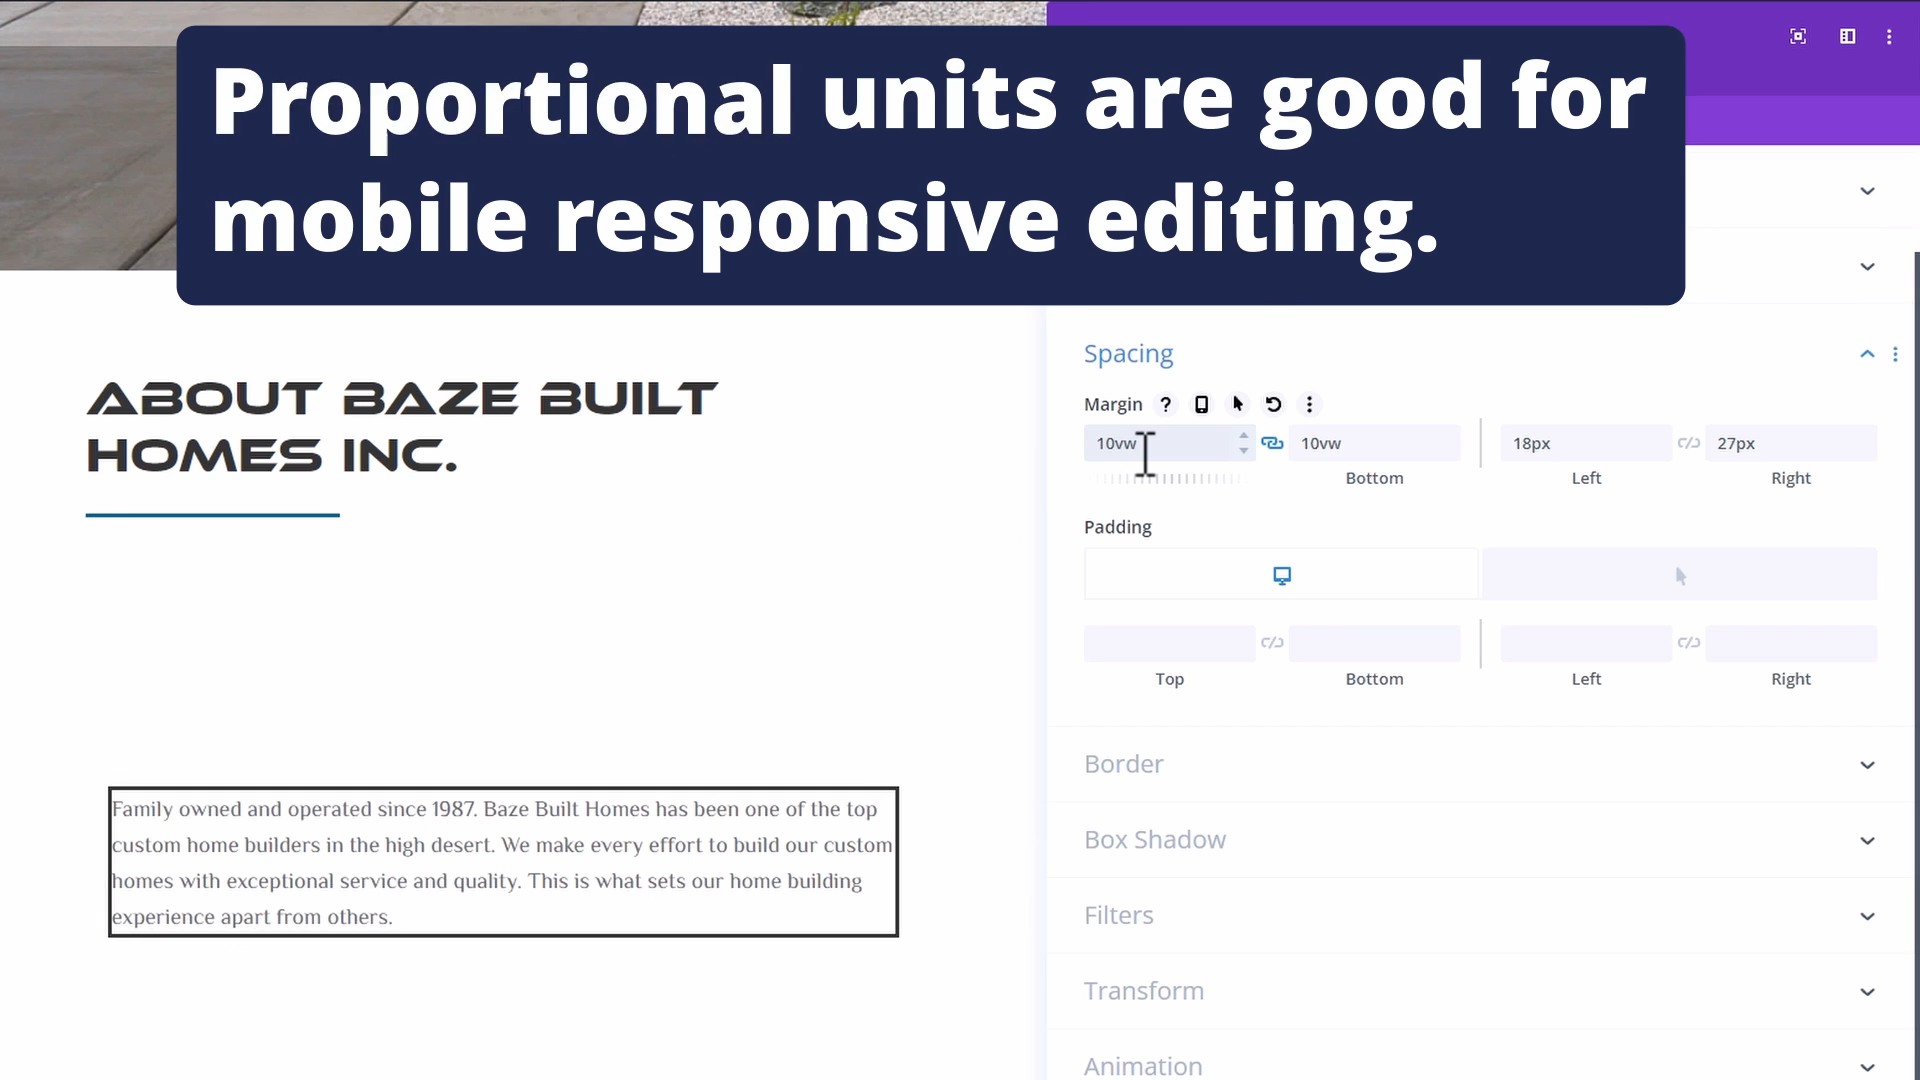 Proportional units are good for
mobile responsive editing.
ABOUT BAZE BUILT
HOMES INC.
Family owned and operated since 1987. Baze Built Homes has been one of the top
custom home builders in the high desert. We make every effort to build our custom
homes with exceptional service and quality. This is what sets our home building
experience apart from others.
Spacing
Margin ?
10vw 10vw 18px 27px
Bottom Left Right
Padding
Top Bottom Left Right
Border
Box Shadow
Filters
Transform
Animation